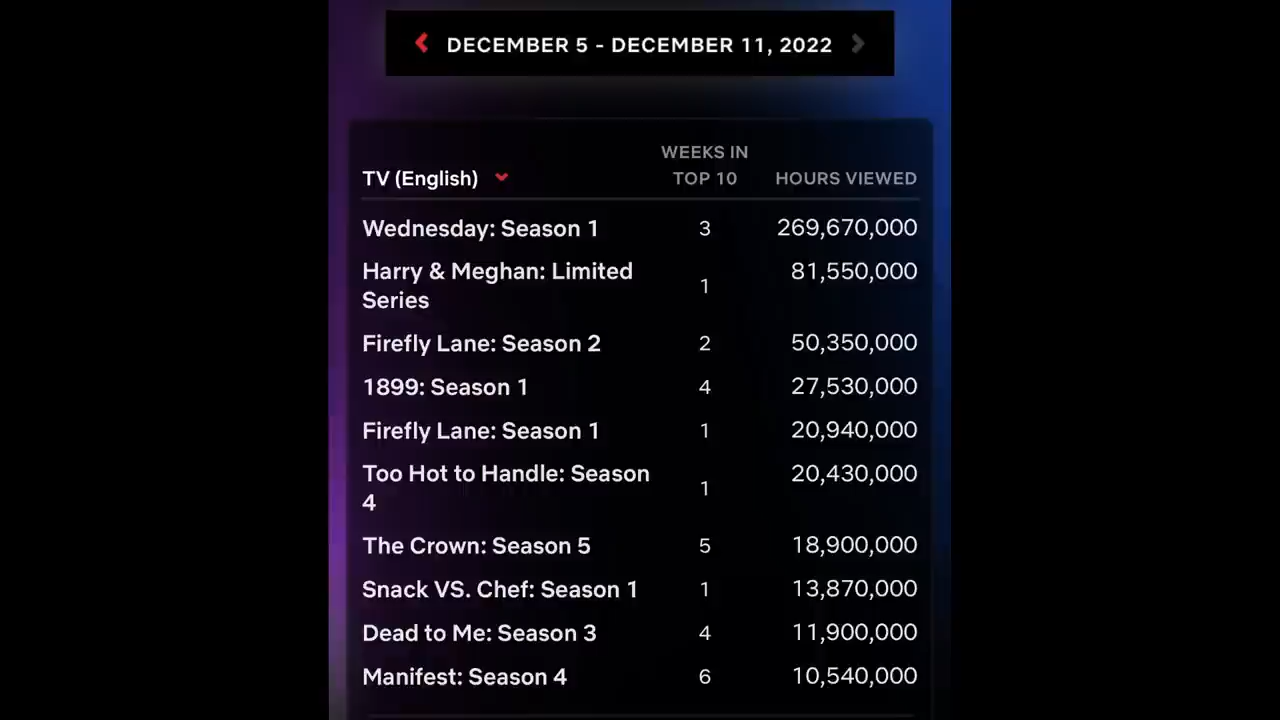 DECEMBER 5 - DECEMBER 11, 2022
WEEKS IN
TV (English) TOP 10 HOURS VIEWED
Wednesday: Season 1 3 269,670,000
Harry & Meghan: Limited 81,550,000
Series 1
Firefly Lane: Season 2 2 50,350,000
1899: Season 1 4 27,530,000
Firefly Lane: Season 1 1 20,940,000
Too Hot to Handle: Season 20,430,000
4 1
The Crown: Season 5 5 18,900,000
Snack VS. Chef: Season 1 1 13,870,000
Dead to Me: Season 3 4 11,900,000
Manifest: Season 4 6 10,540,000